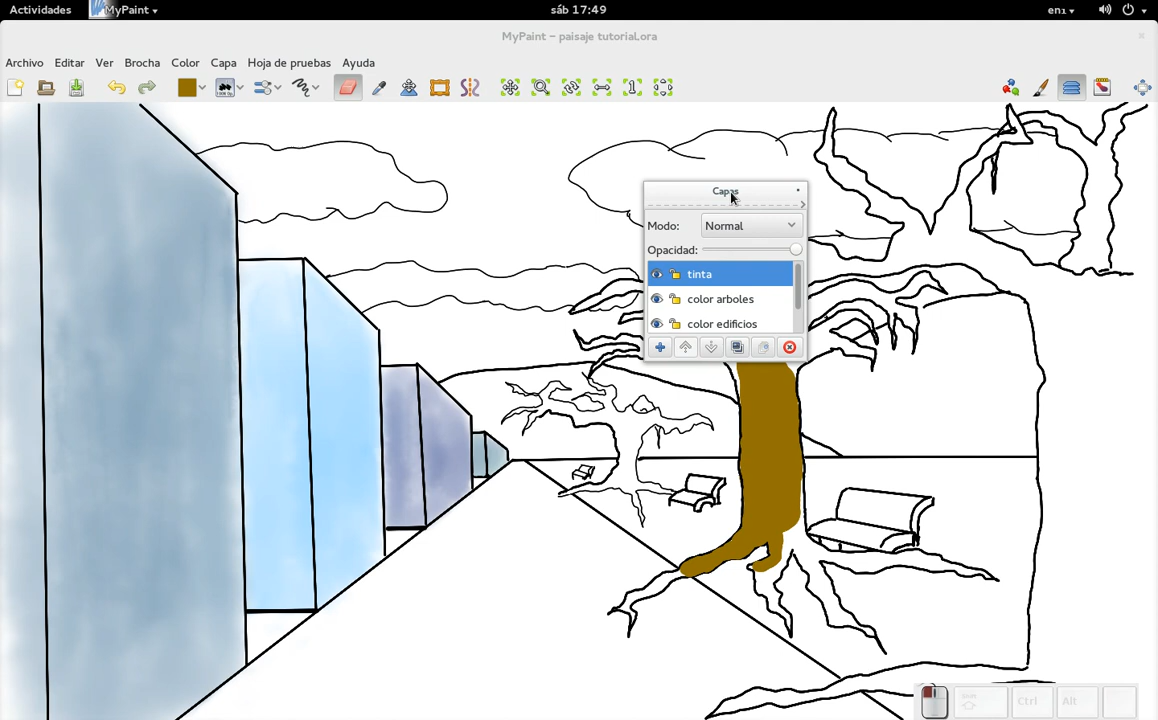 Actividades MyPaint sáb 17:49 en1
MyPaint – paisaje tutorial.ora
Archivo Editar Ver Brocha Color Capa Hoja de pruebas Ayuda
Capas
Modo: Normal
Opacidad:
tinta
color arboles
color edificios
Ctrl Alt